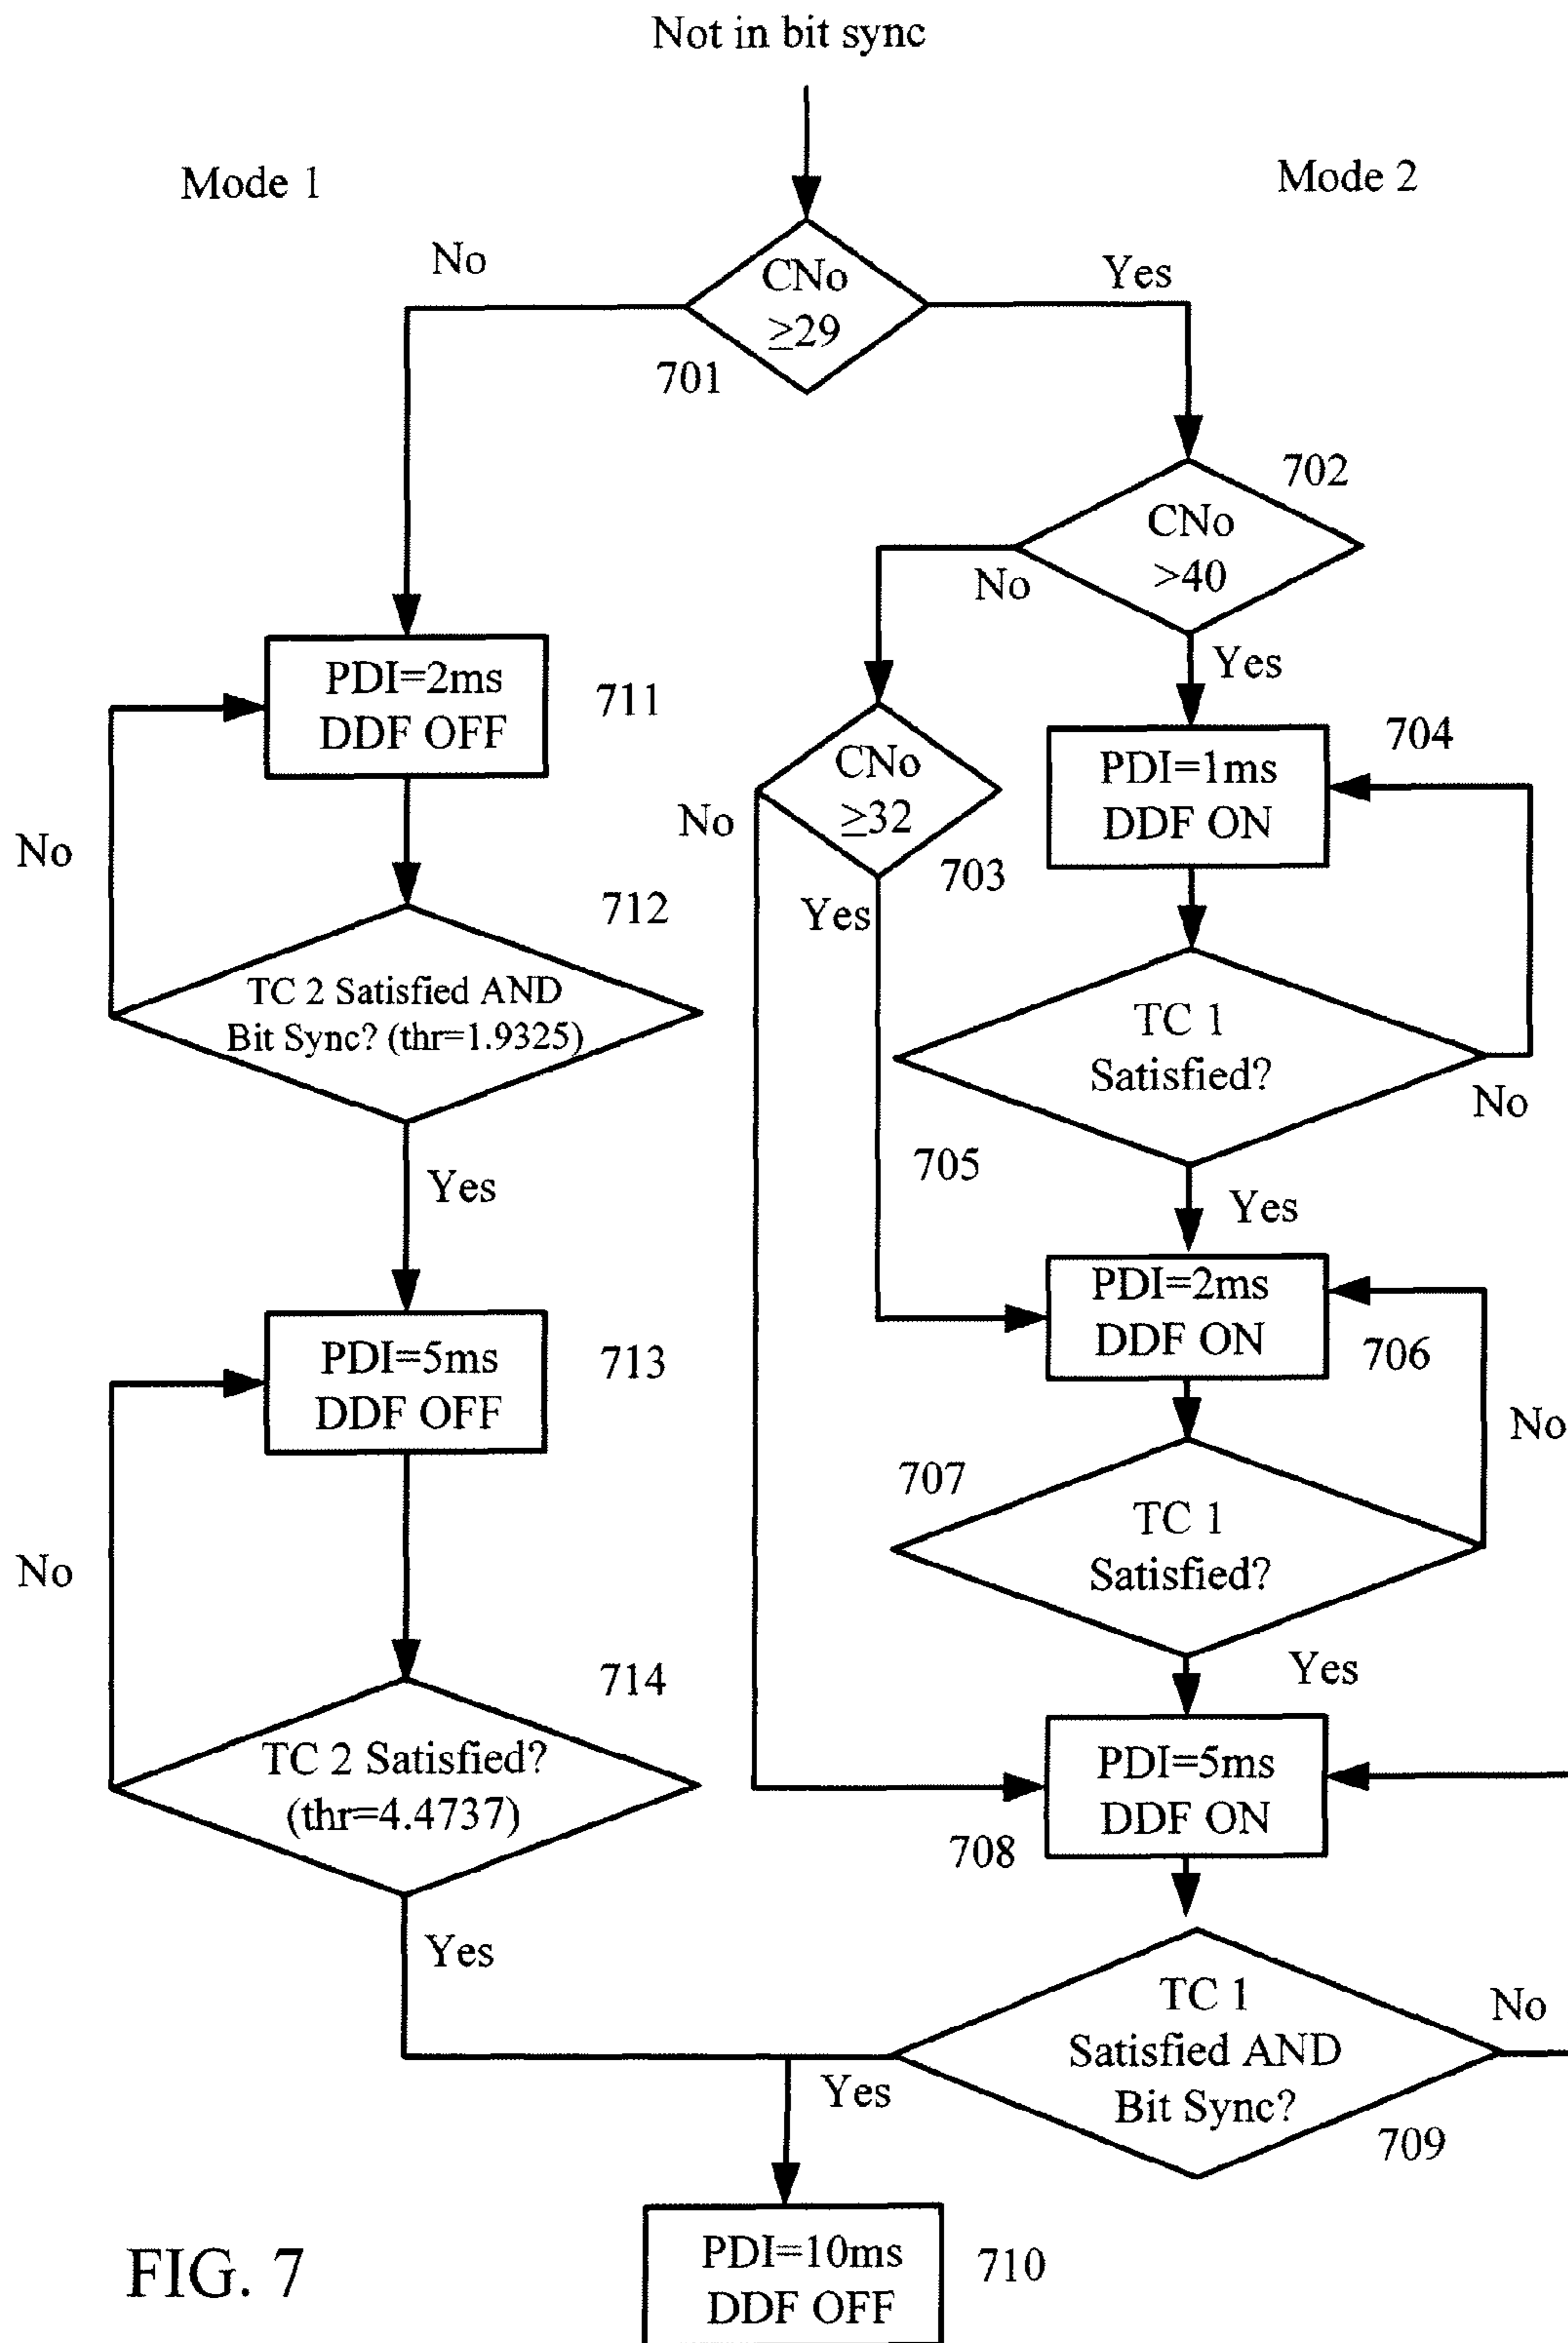 Not in bit sync
Mode 1
Mode 2
No
CNo
≥29
Yes
701
702
CNo
>40
No
Yes
PDI=2ms
DDF OFF
711
CNo
≥32
No
703
Yes
PDI=1ms
DDF ON
704
No
712
TC 2 Satisfied AND
Bit Sync? (thr=1.9325)
TC 1
Satisfied?
No
705
Yes
Yes
PDI=2ms
DDF ON
706
PDI=5ms
DDF OFF
713
No
707
TC 1
Satisfied?
No
Yes
714
TC 2 Satisfied?
(thr=4.4737)
PDI=5ms
DDF ON
708
Yes
TC 1
Satisfied AND
Bit Sync?
No
Yes
709
PDI=10ms
DDF OFF
710
FIG. 7